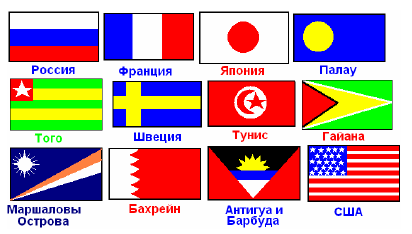 Россия
Франция
Япония
Палау
Того
Швеция
Тунис
Гайана
Маршаловы
Острова
Бахрейн
Антигуа и
Барбуда
США